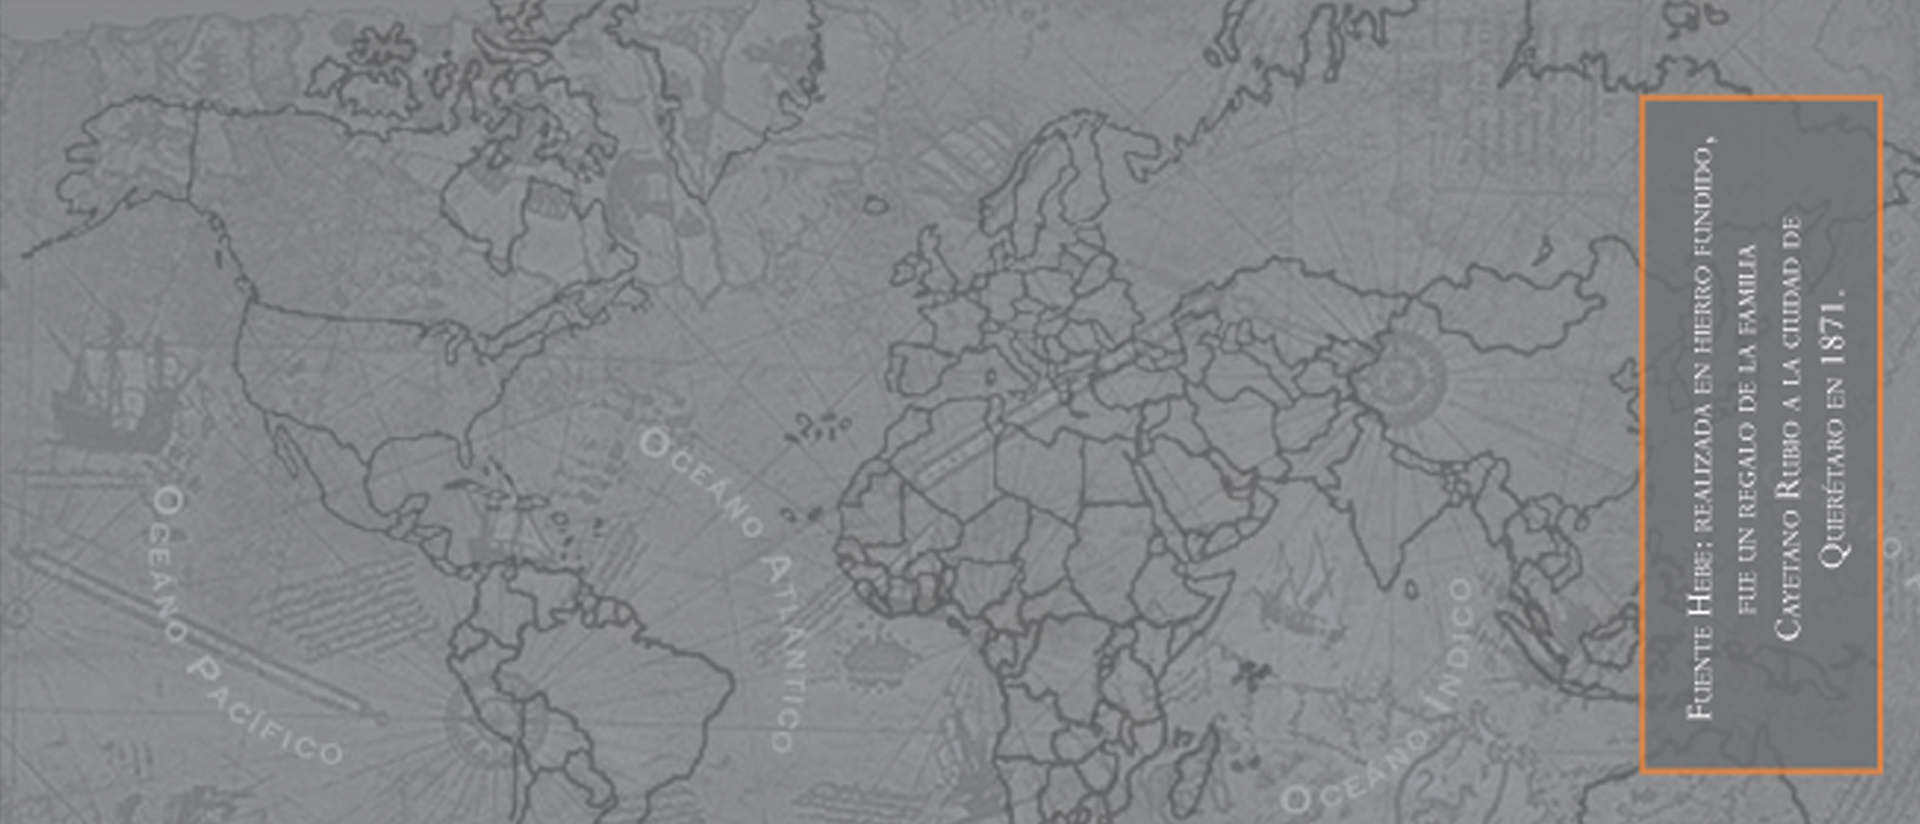 Océano Pacífico
Océano Atlántico
Océano Índico
Fuente Hebe: realizada en hierro fundido,
fue un regalo de la familia
Cayetano Rubio a la ciudad de
Querétaro en 1871.